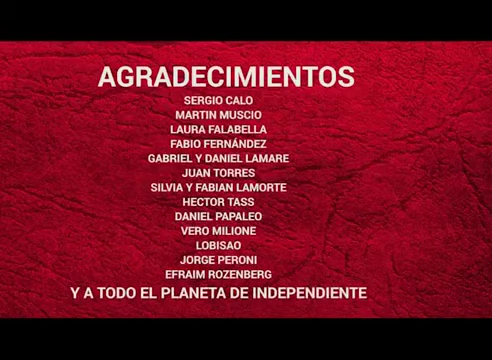 AGRADECIMIENTOS
SERGIO CALO
MARTIN MUSCIO
LAURA FALABELLA
FABIO FERNÁNDEZ
GABRIEL Y DANIEL LAMARE
JUAN TORRES
SILVIA Y FABIAN LAMORTE
HECTOR TASS
DANIEL PAPALEO
VERO MILIONE
LOBISAO
JORGE PERONI
EFRAIM ROZENBERG
Y A TODO EL PLANETA DE INDEPENDIENTE